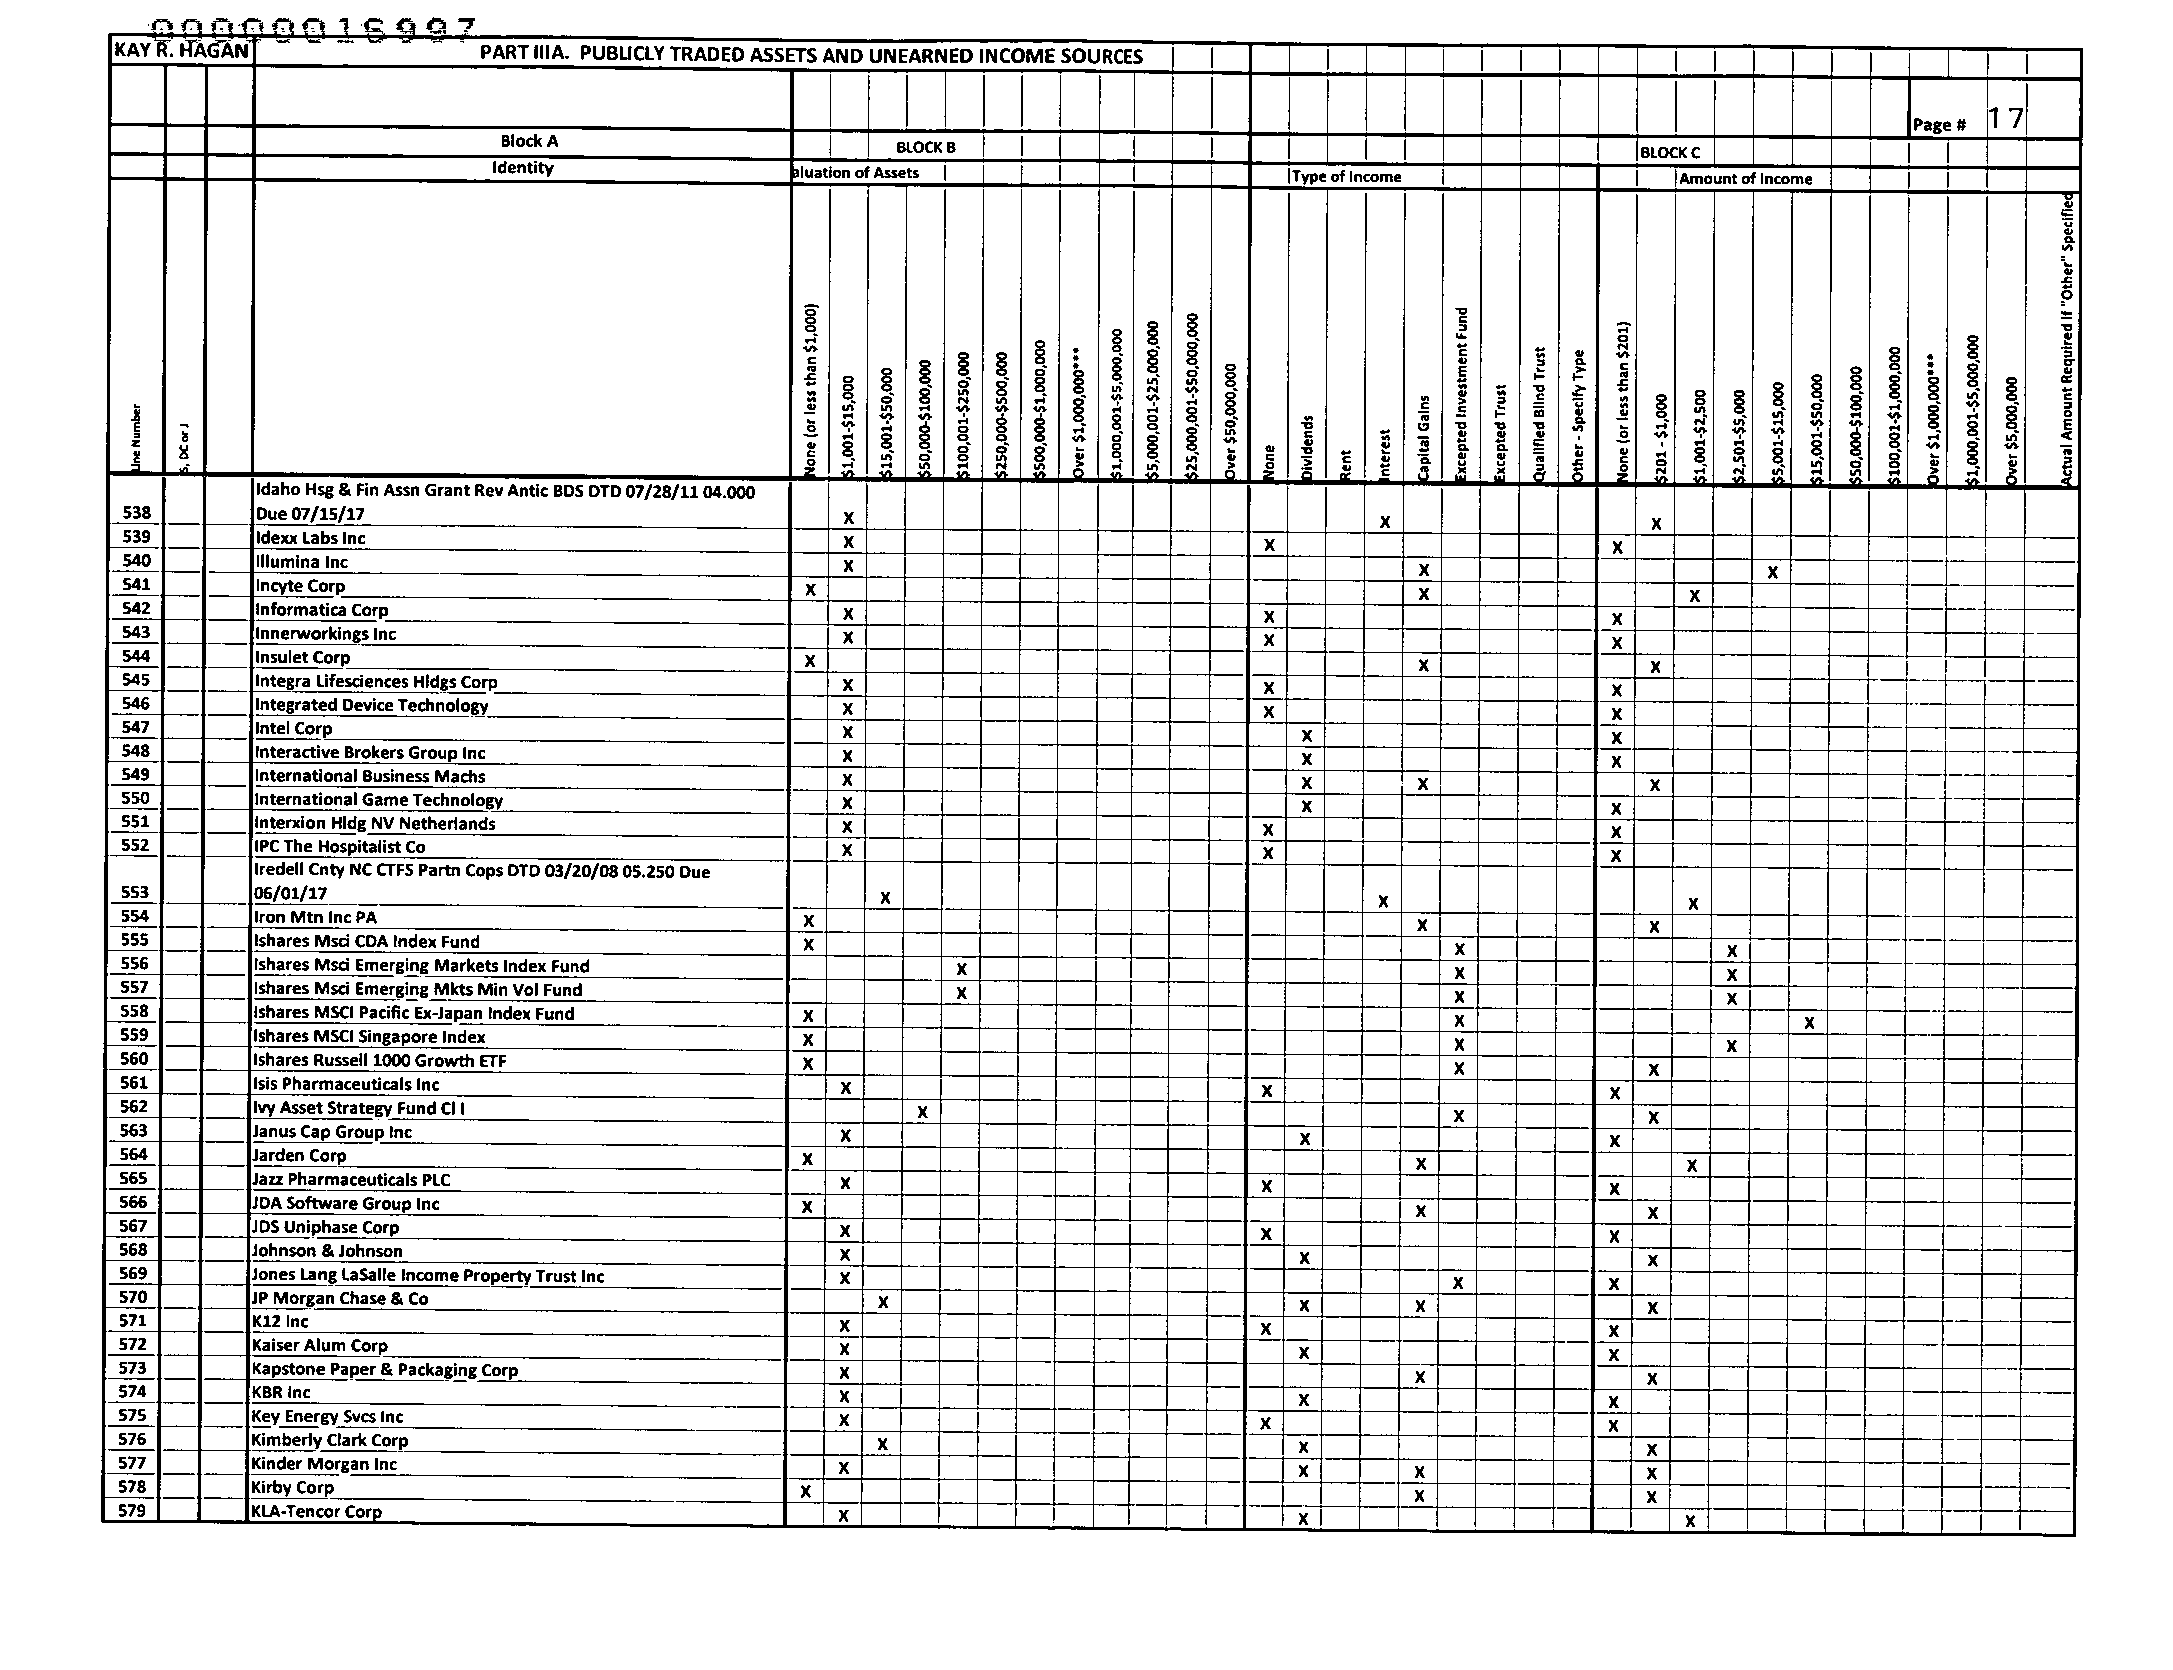 000000016997
KAY R. HAGAN PART IIIA. PUBLICLY TRADED ASSETS AND UNEARNED INCOME SOURCES
Page # 17
Block A BLOCK B BLOCK C
Identity aluation of Assets Type of Income Amount of Income
Line Number
S, DC or J
None (or less than $1,000)
$1,001-$15,000
$15,001-$50,000
$50,000-$100,000
$100,001-$250,000
$250,000-$500,000
$500,000-$1,000,000
Over $1,000,000***
$1,000,001-$5,000,000
$5,000,001-$25,000,000
$25,000,001-$50,000,000
Over $50,000,000
None
Dividends
Rent
Interest
Capital Gains
Excepted Investment Fund
Excepted Trust
Qualified Blind Trust
Other - Specify Type
None (or less than $201)
$201 - $1,000
$1,001-$2,500
$2,501-$5,000
$5,001-$15,000
$15,001-$50,000
$50,000-$100,000
$100,001-$1,000,000
Over $1,000,000***
$1,000,001-$5,000,000
Over $5,000,000
Actual Amount Required If "Other" Specified
Idaho Hsg & Fin Assn Grant Rev Antic BDS DTD 07/28/11 04.000
538 Due 07/15/17 X X X
539 Idexx Labs Inc X X X
540 Illumina Inc X X X
541 Incyte Corp X X X
542 Informatica Corp X X X
543 Innerworkings Inc X X X
544 Insulet Corp X X X
545 Integra Lifesciences Hldgs Corp X X X
546 Integrated Device Technology X X X
547 Intel Corp X X X
548 Interactive Brokers Group Inc X X X
549 International Business Machs X X X X
550 International Game Technology X X X
551 Interxion Hldg NV Netherlands X X X
552 IPC The Hospitalist Co X X X
Iredell Cnty NC CTFS Partn Cops DTD 03/20/08 05.250 Due
553 06/01/17 X X X
554 Iron Mtn Inc PA X X X
555 Ishares Msci CDA Index Fund X X X
556 Ishares Msci Emerging Markets Index Fund X X X
557 Ishares Msci Emerging Mkts Min Vol Fund X X X
558 Ishares MSCI Pacific Ex-Japan Index Fund X X X
559 Ishares MSCI Singapore Index X X X
560 Ishares Russell 1000 Growth ETF X X X
561 Isis Pharmaceuticals Inc X X X
562 Ivy Asset Strategy Fund Cl I X X X
563 Janus Cap Group Inc X X X
564 Jarden Corp X X X
565 Jazz Pharmaceuticals PLC X X X
566 JDA Software Group Inc X X X
567 JDS Uniphase Corp X X X
568 Johnson & Johnson X X X
569 Jones Lang LaSalle Income Property Trust Inc X X X
570 JP Morgan Chase & Co X X X X
571 K12 Inc X X X
572 Kaiser Alum Corp X X X
573 Kapstone Paper & Packaging Corp X X X
574 KBR Inc X X X
575 Key Energy Svcs Inc X X X
576 Kimberly Clark Corp X X X
577 Kinder Morgan Inc X X X X
578 Kirby Corp X X X
579 KLA-Tencor Corp X X X